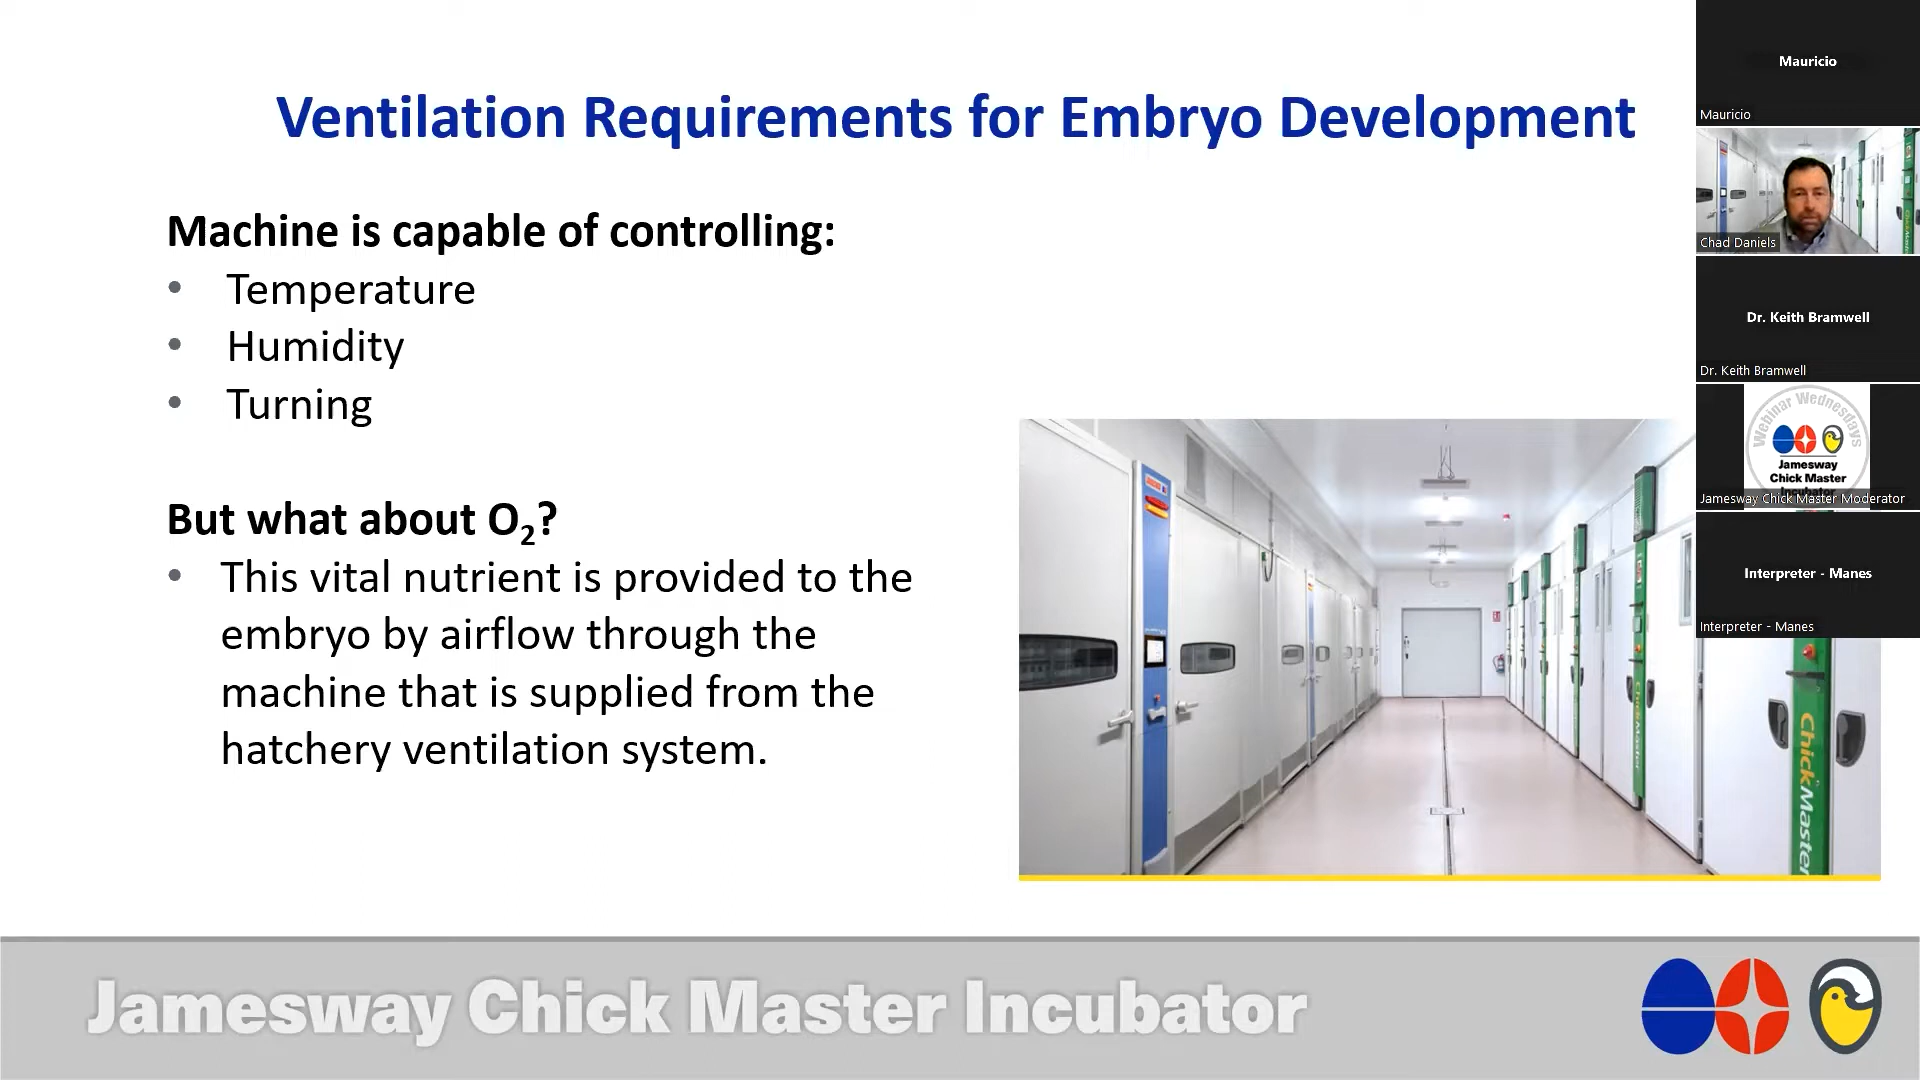 Ventilation Requirements for Embryo Development
Machine is capable of controlling:
• Temperature
• Humidity
• Turning
But what about O₂?
• This vital nutrient is provided to the
embryo by airflow through the
machine that is supplied from the
hatchery ventilation system.
ChickMaster
Jamesway Chick Master Incubator
Mauricio
Mauricio
Chad Daniels
Dr. Keith Bramwell
Dr. Keith Bramwell
Webinar Wednesdays
Jamesway
Chick Master
Incubator
Jamesway Chick Master Moderator
Interpreter - Manes
Interpreter - Manes